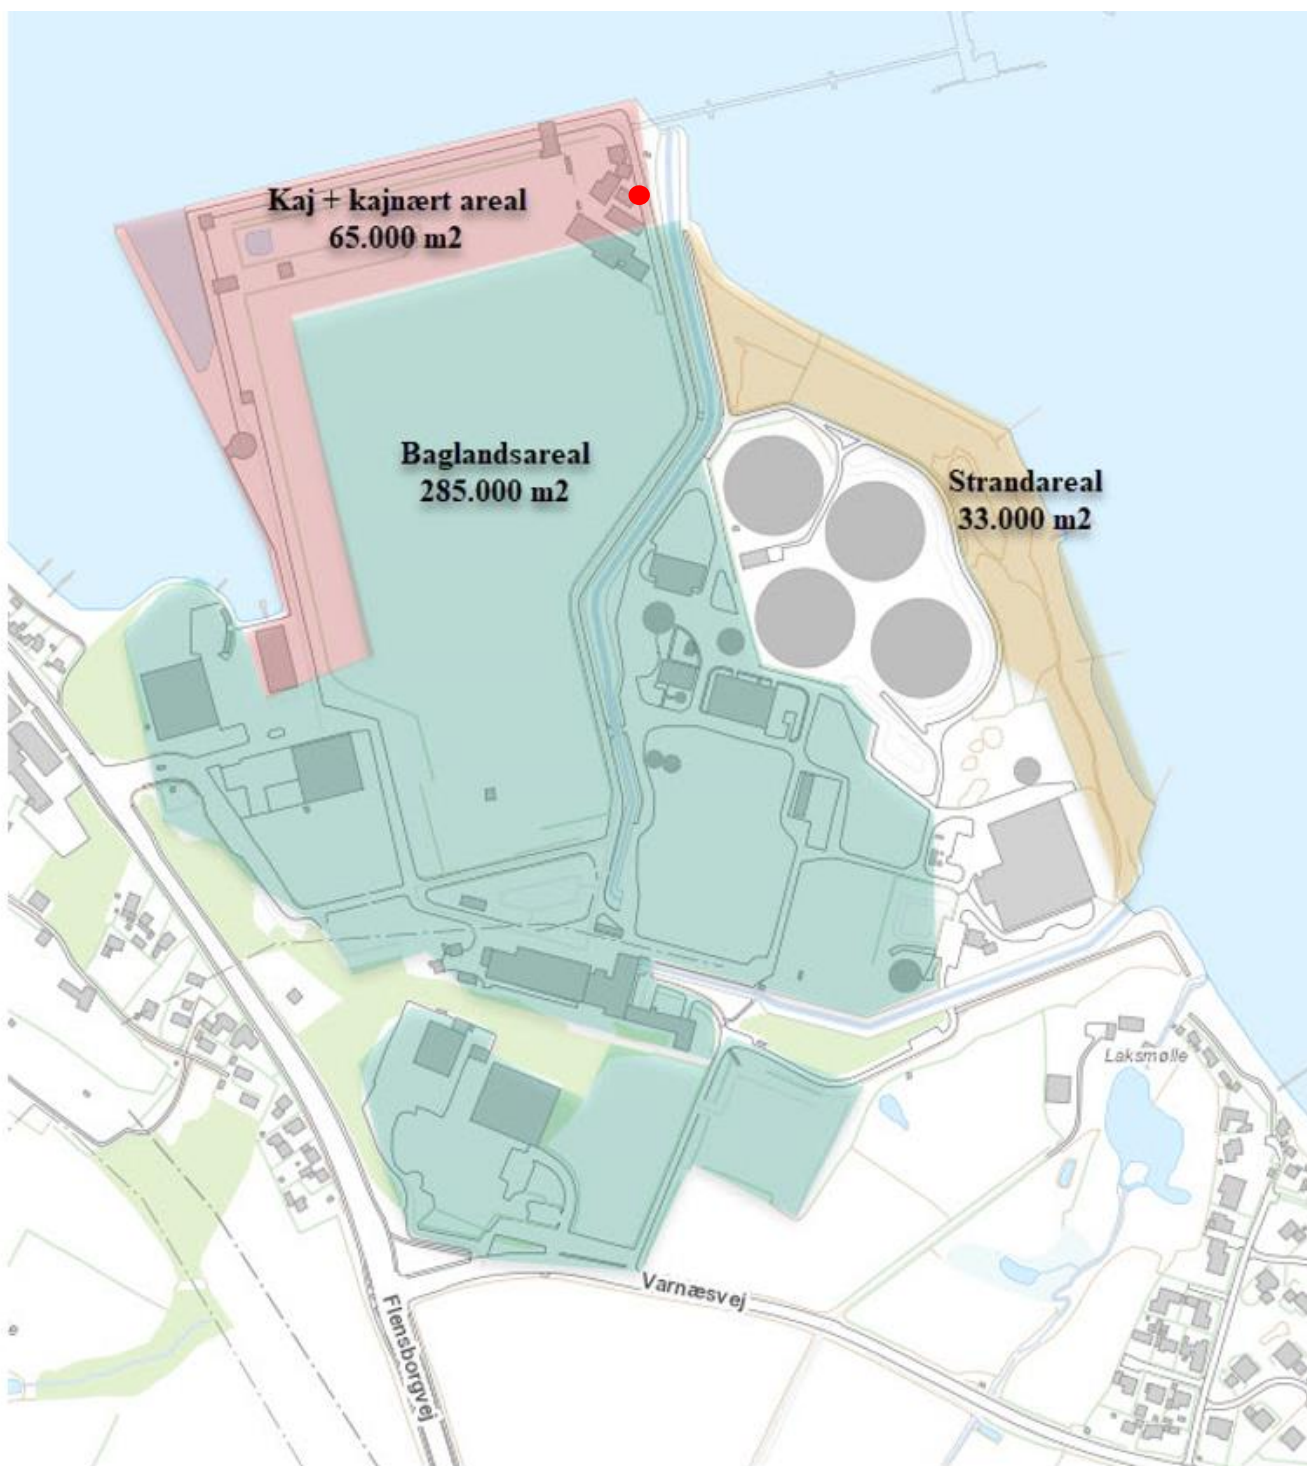 Kaj + kajnært areal
65.000 m2
Baglandsareal
285.000 m2
Strandareal
33.000 m2
Laksmølle
Varnæsvej
Flensborgvej
e